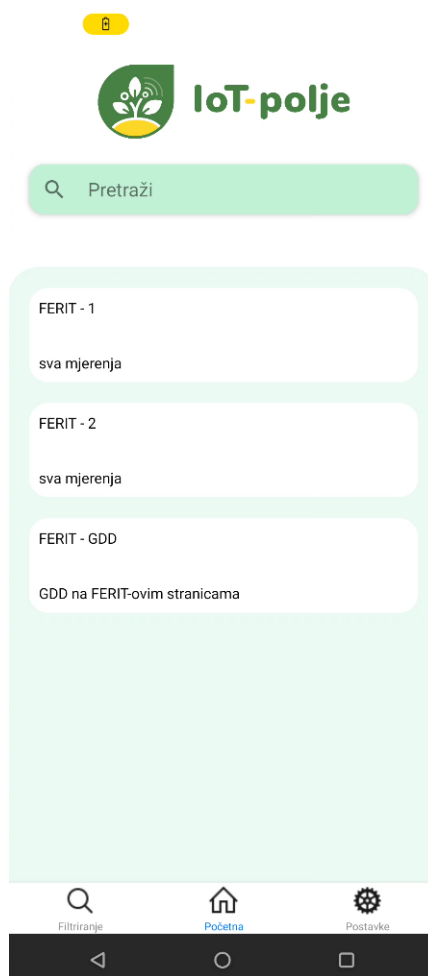 IoT-polje
Pretraži
FERIT - 1
sva mjerenja
FERIT - 2
sva mjerenja
FERIT - GDD
GDD na FERIT-ovim stranicama
Filtriranje
Početna
Postavke